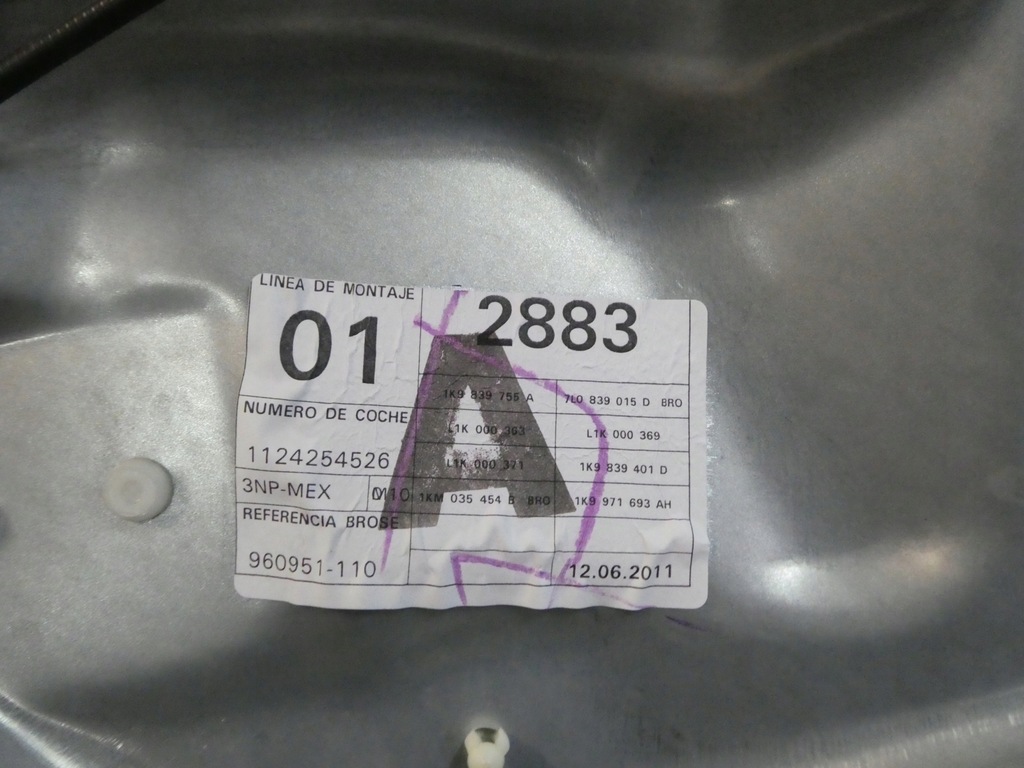 LINEA DE MONTAJE
01
2883
NUMERO DE COCHE
1124254526
3NP-MEX M10
REFERENCIA BROSE
960951-110
1K9 839 755 A 7L0 839 015 D BRO
L1K 000 363 L1K 000 369
L1K 000 371 1K9 839 401 D
1KM 035 454 B BRO 1K9 971 693 AH
12.06.2011
A